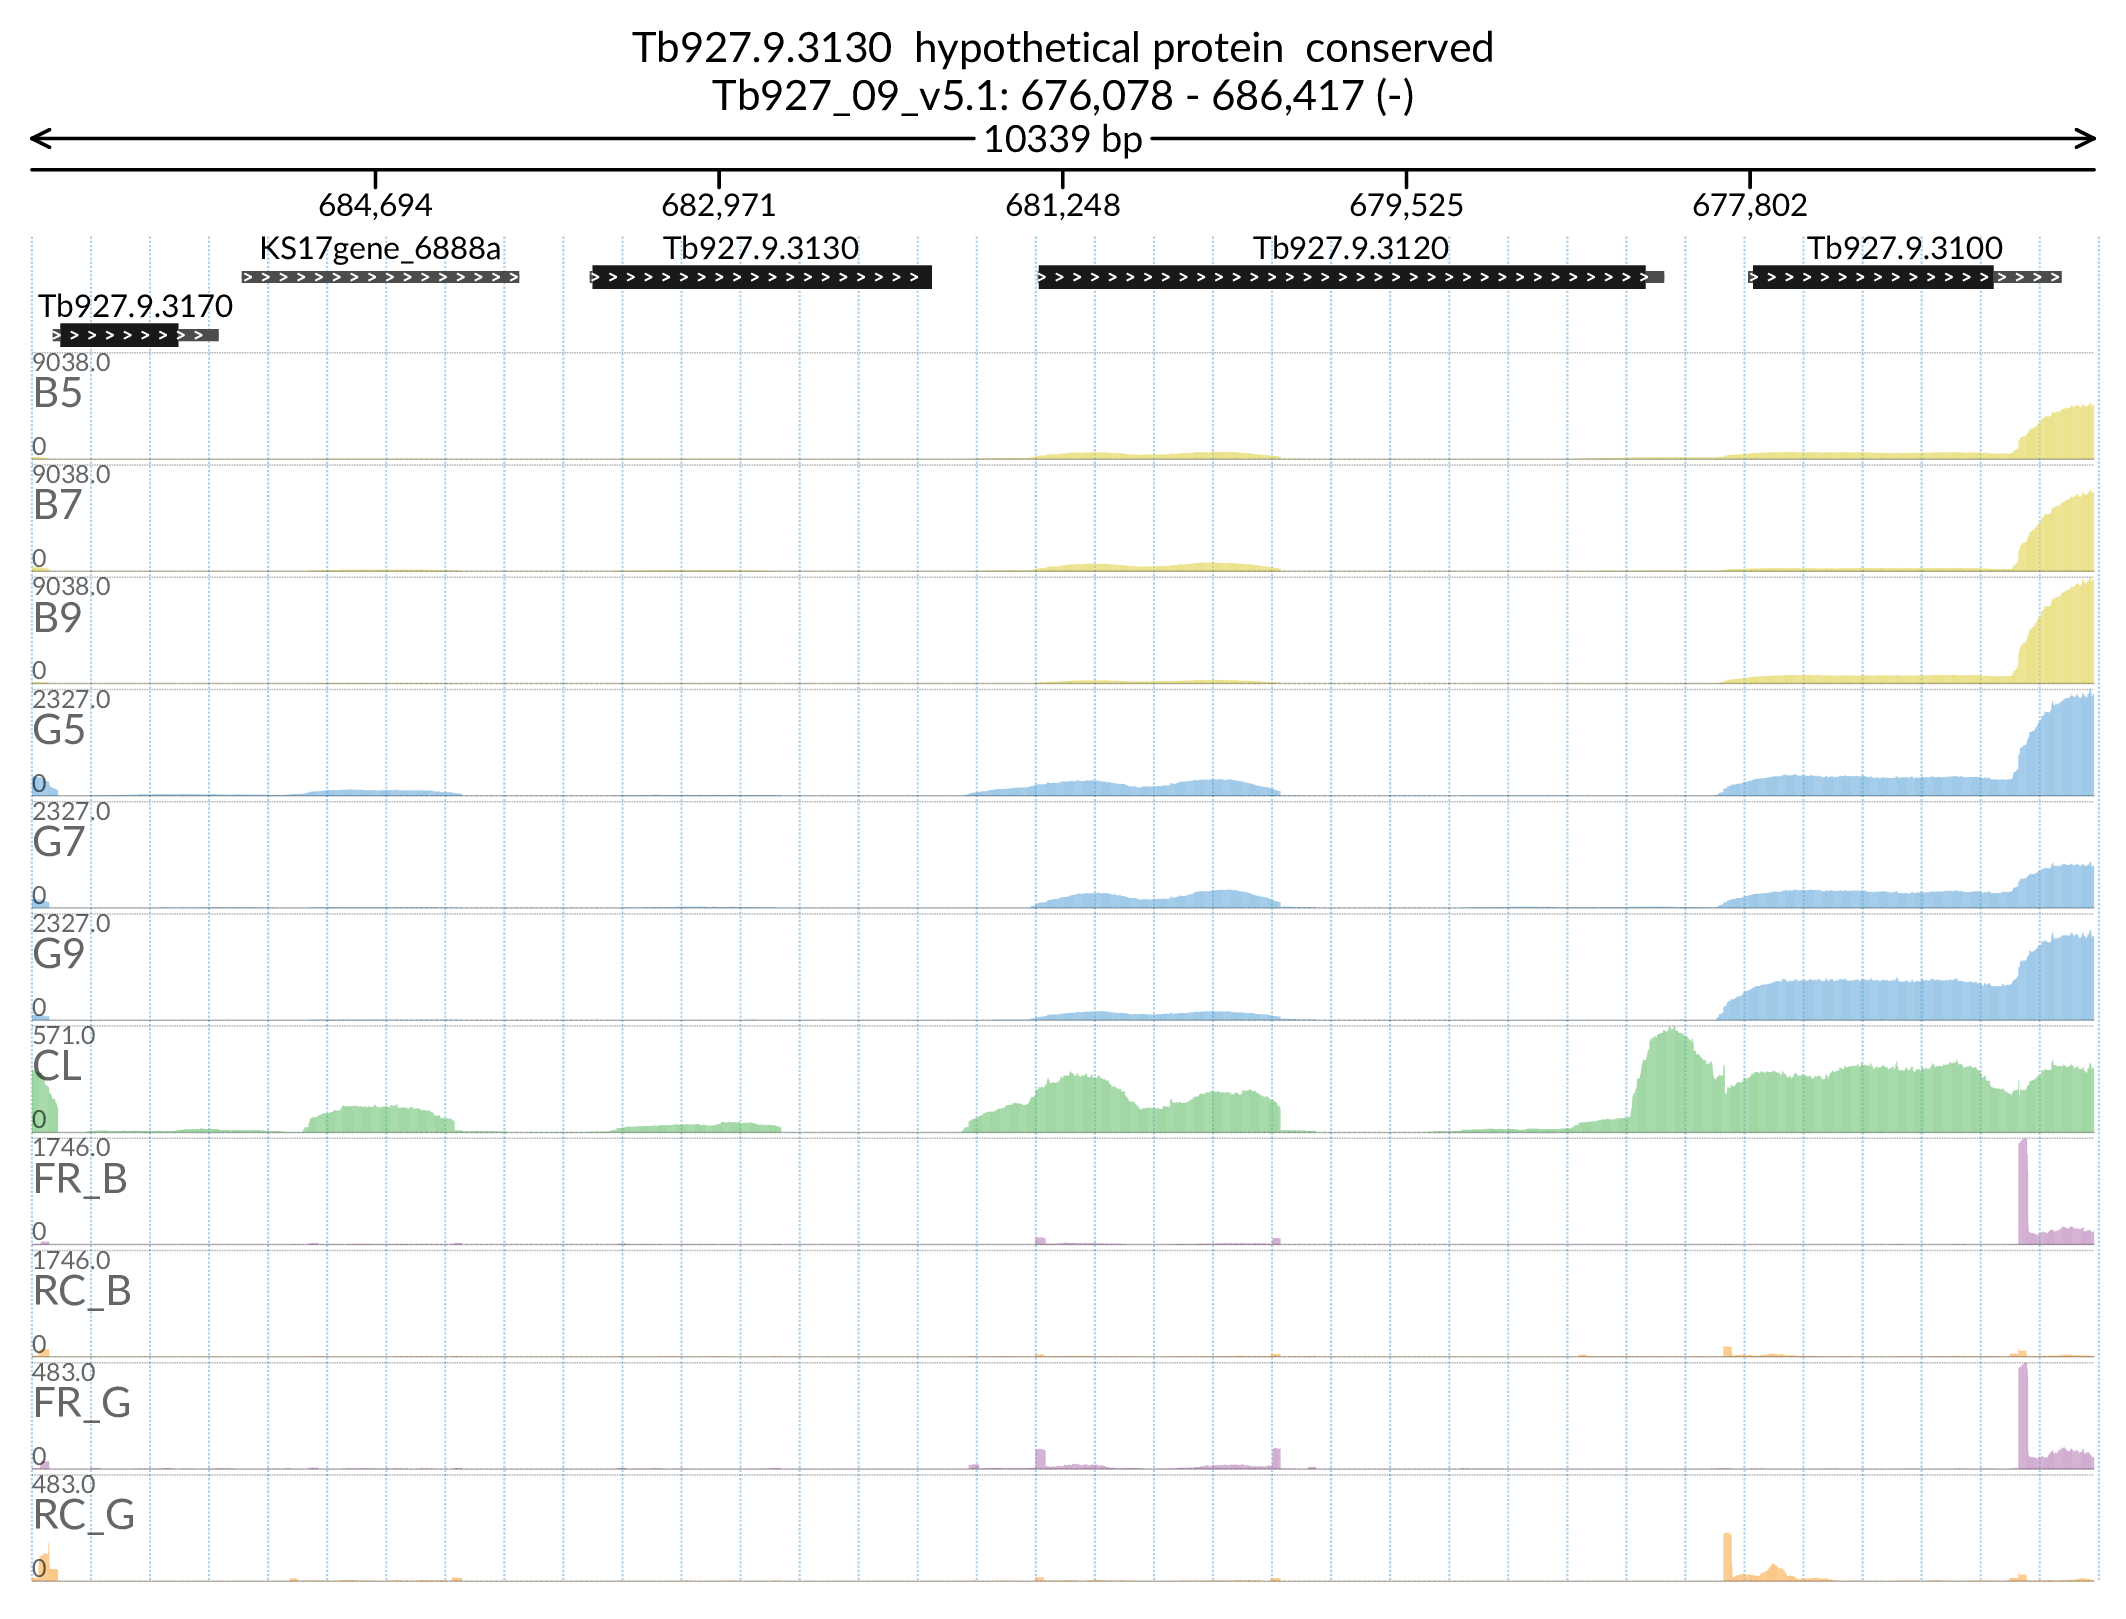 Tb927.9.3130  hypothetical protein  conserved
Tb927_09_v5.1: 676,078 - 686,417 (-)
10339 bp
684,694 682,971 681,248 679,525 677,802
KS17gene_6888a Tb927.9.3130 Tb927.9.3120 Tb927.9.3100
Tb927.9.3170
9038.0
B5
0
9038.0
B7
0
9038.0
B9
0
2327.0
G5
0
2327.0
G7
0
2327.0
G9
0
571.0
CL
0
1746.0
FR_B
0
1746.0
RC_B
0
483.0
FR_G
0
483.0
RC_G
0